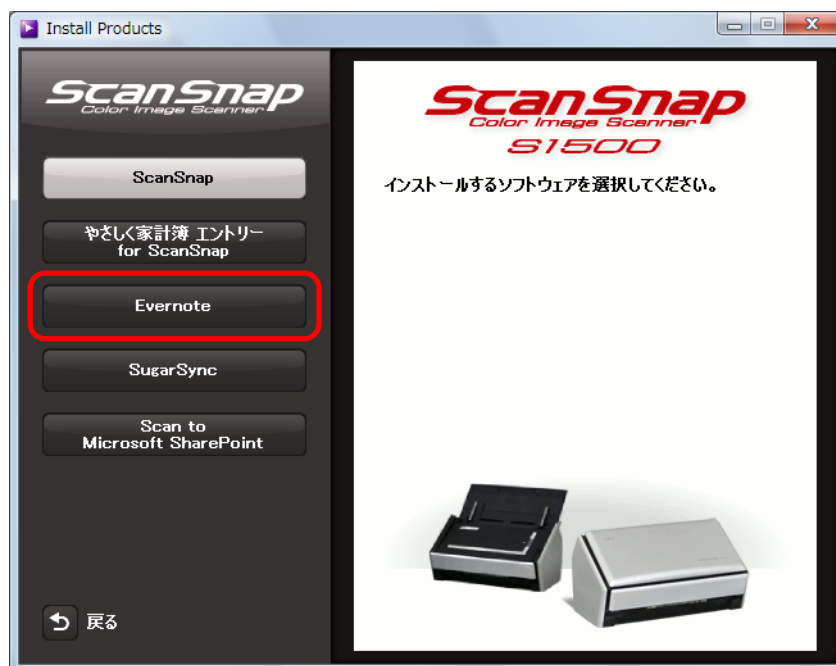 Install Products
ScanSnap
Color Image Scanner
ScanSnap
やさしく家計簿 エントリー
for ScanSnap
Evernote
SugarSync
Scan to
Microsoft SharePoint
戻る
ScanSnap
Color Image Scanner
S1500
インストールするソフトウェアを選択してください。